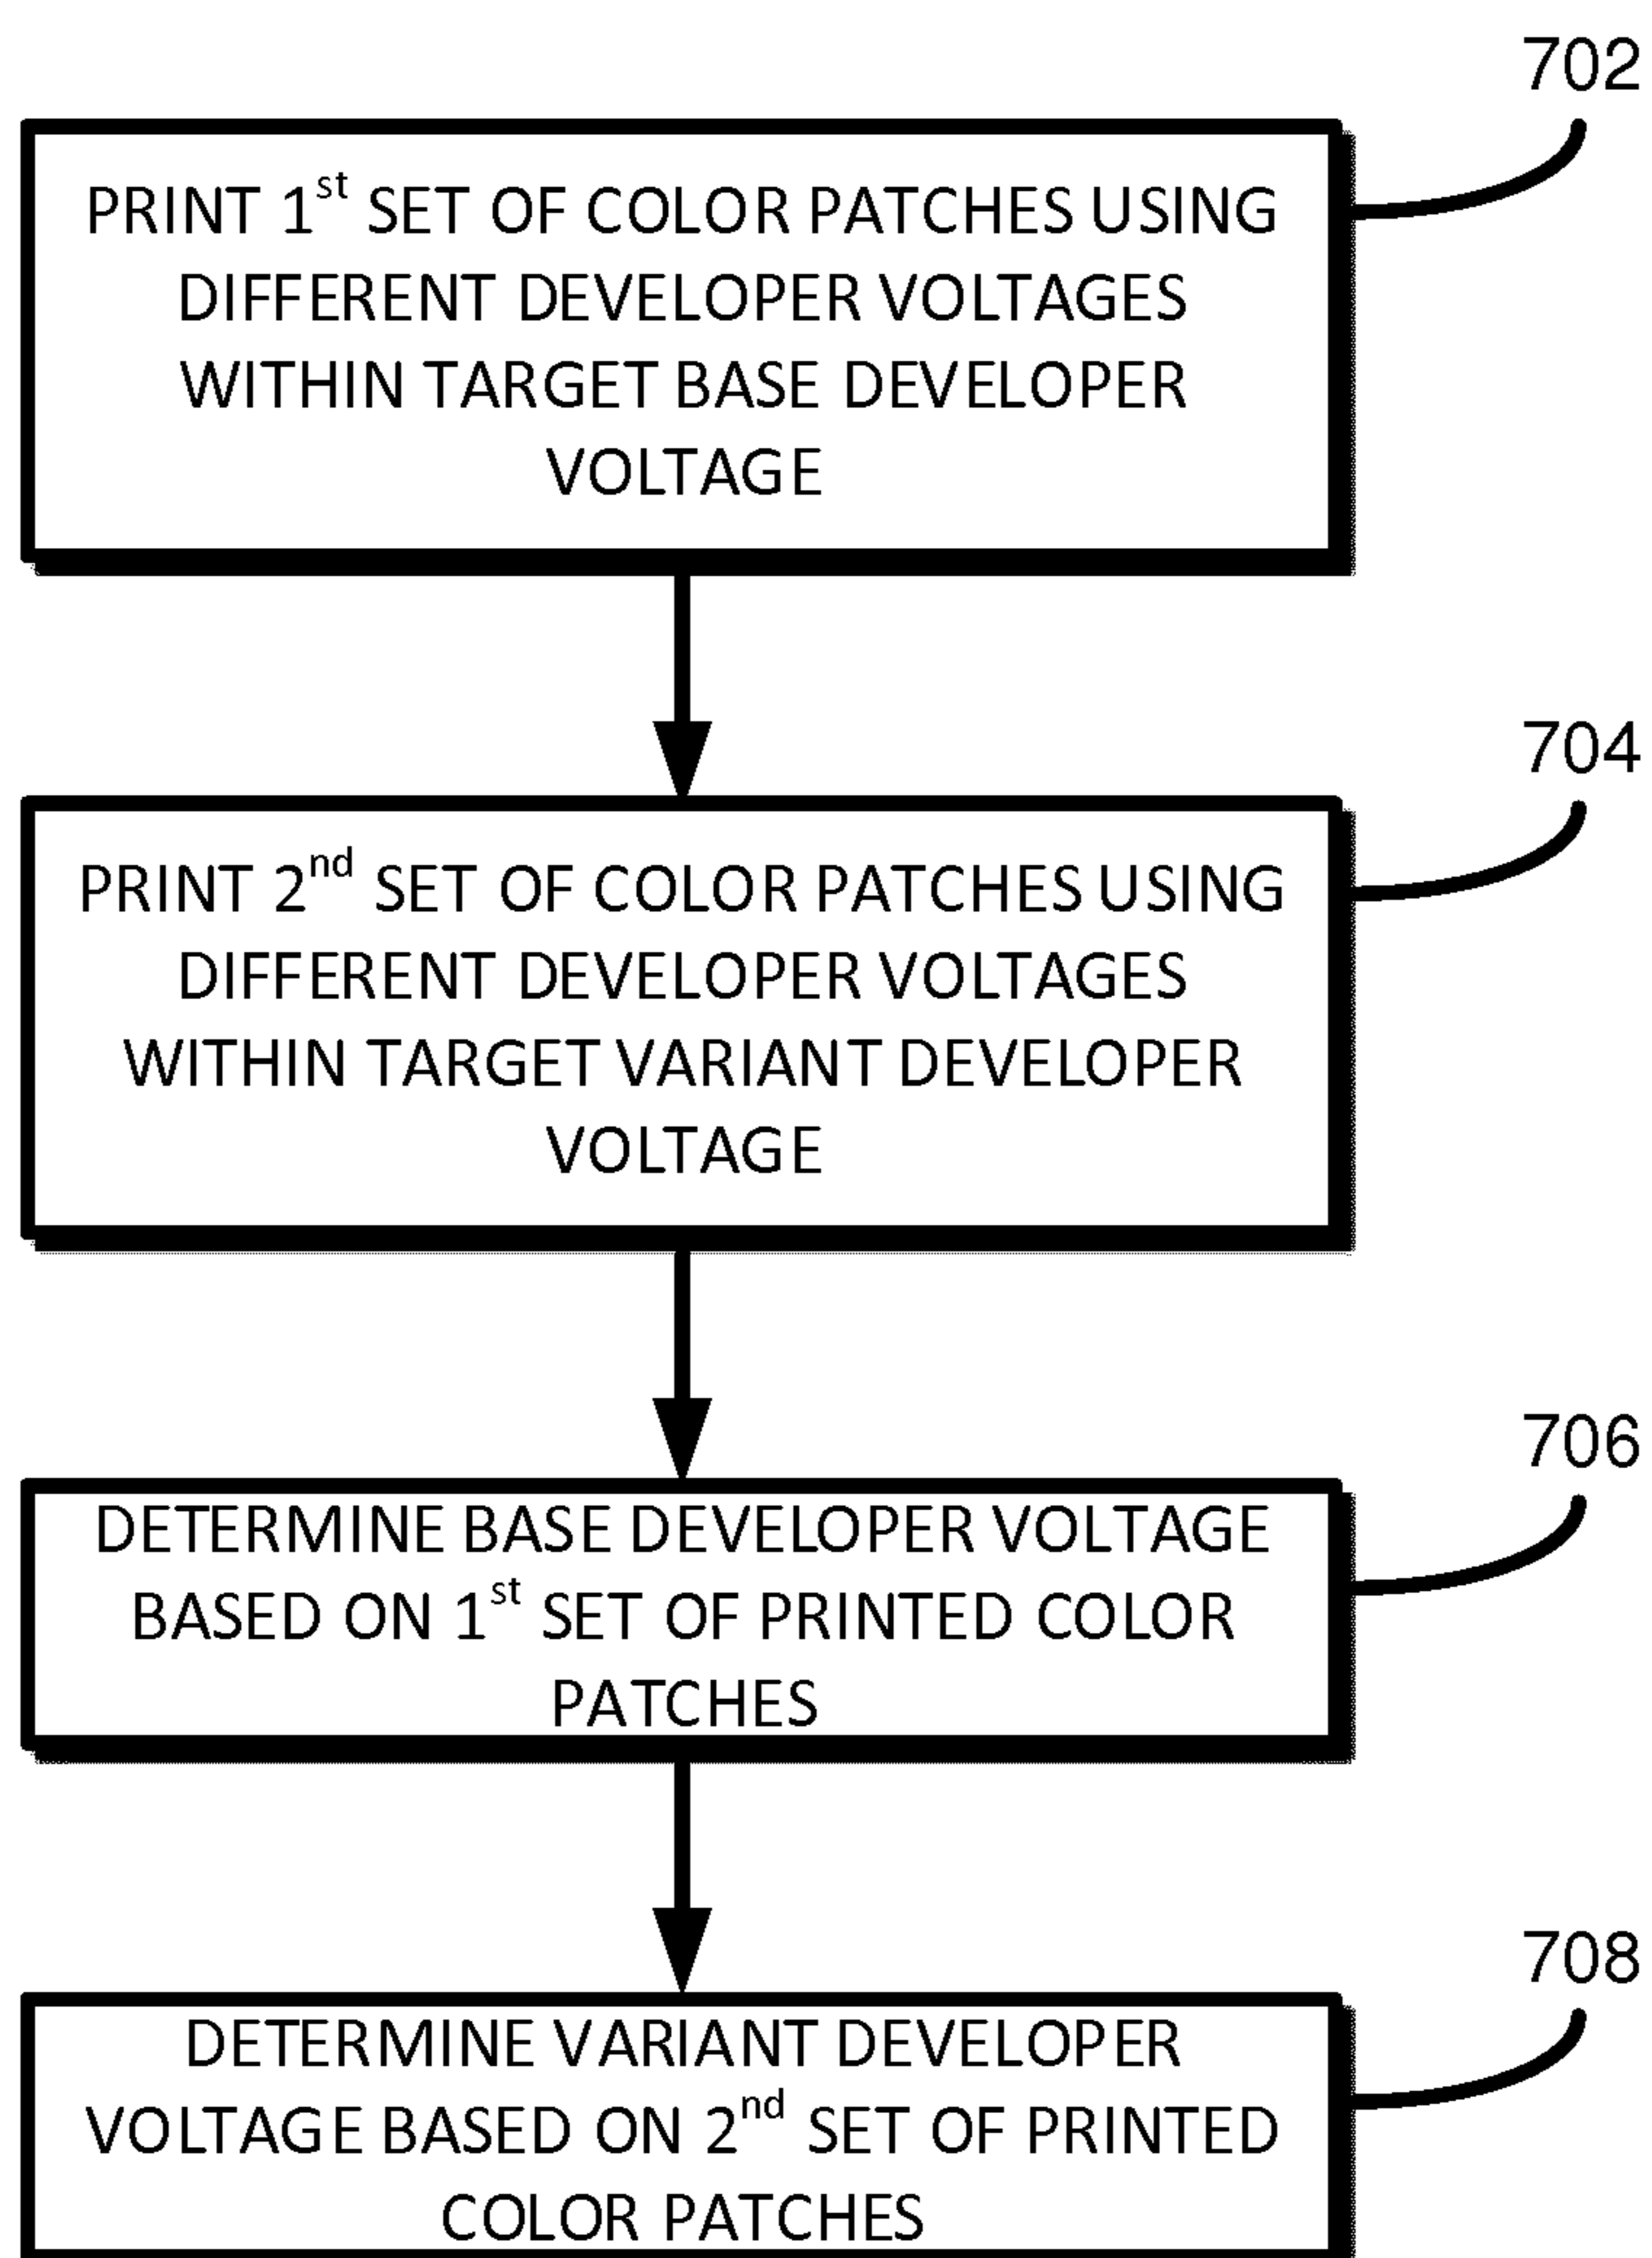 702
PRINT 1st SET OF COLOR PATCHES USING
DIFFERENT DEVELOPER VOLTAGES
WITHIN TARGET BASE DEVELOPER
VOLTAGE
704
PRINT 2nd SET OF COLOR PATCHES USING
DIFFERENT DEVELOPER VOLTAGES
WITHIN TARGET VARIANT DEVELOPER
VOLTAGE
706
DETERMINE BASE DEVELOPER VOLTAGE
BASED ON 1st SET OF PRINTED COLOR
PATCHES
708
DETERMINE VARIANT DEVELOPER
VOLTAGE BASED ON 2nd SET OF PRINTED
COLOR PATCHES